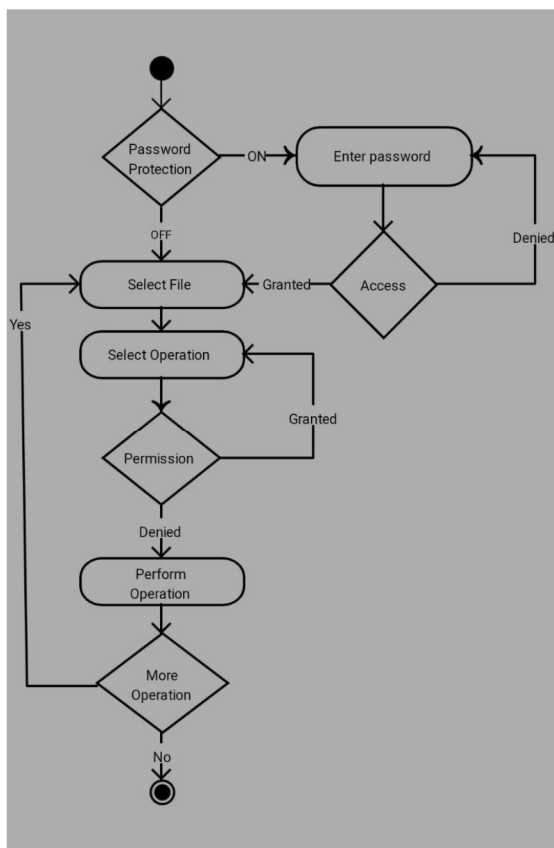 Password
Protection
ON
Enter password
OFF
Denied
Select File
Granted
Access
Yes
Select Operation
Granted
Permission
Denied
Perform
Operation
More
Operation
No